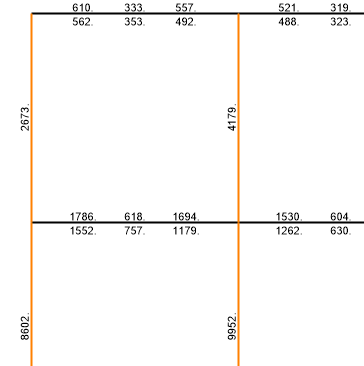 610. 333. 557. 521. 319.
562. 353. 492. 488. 323.
2673. 4179.
1786. 618. 1694. 1530. 604.
1552. 757. 1179. 1262. 630.
8602. 9952.